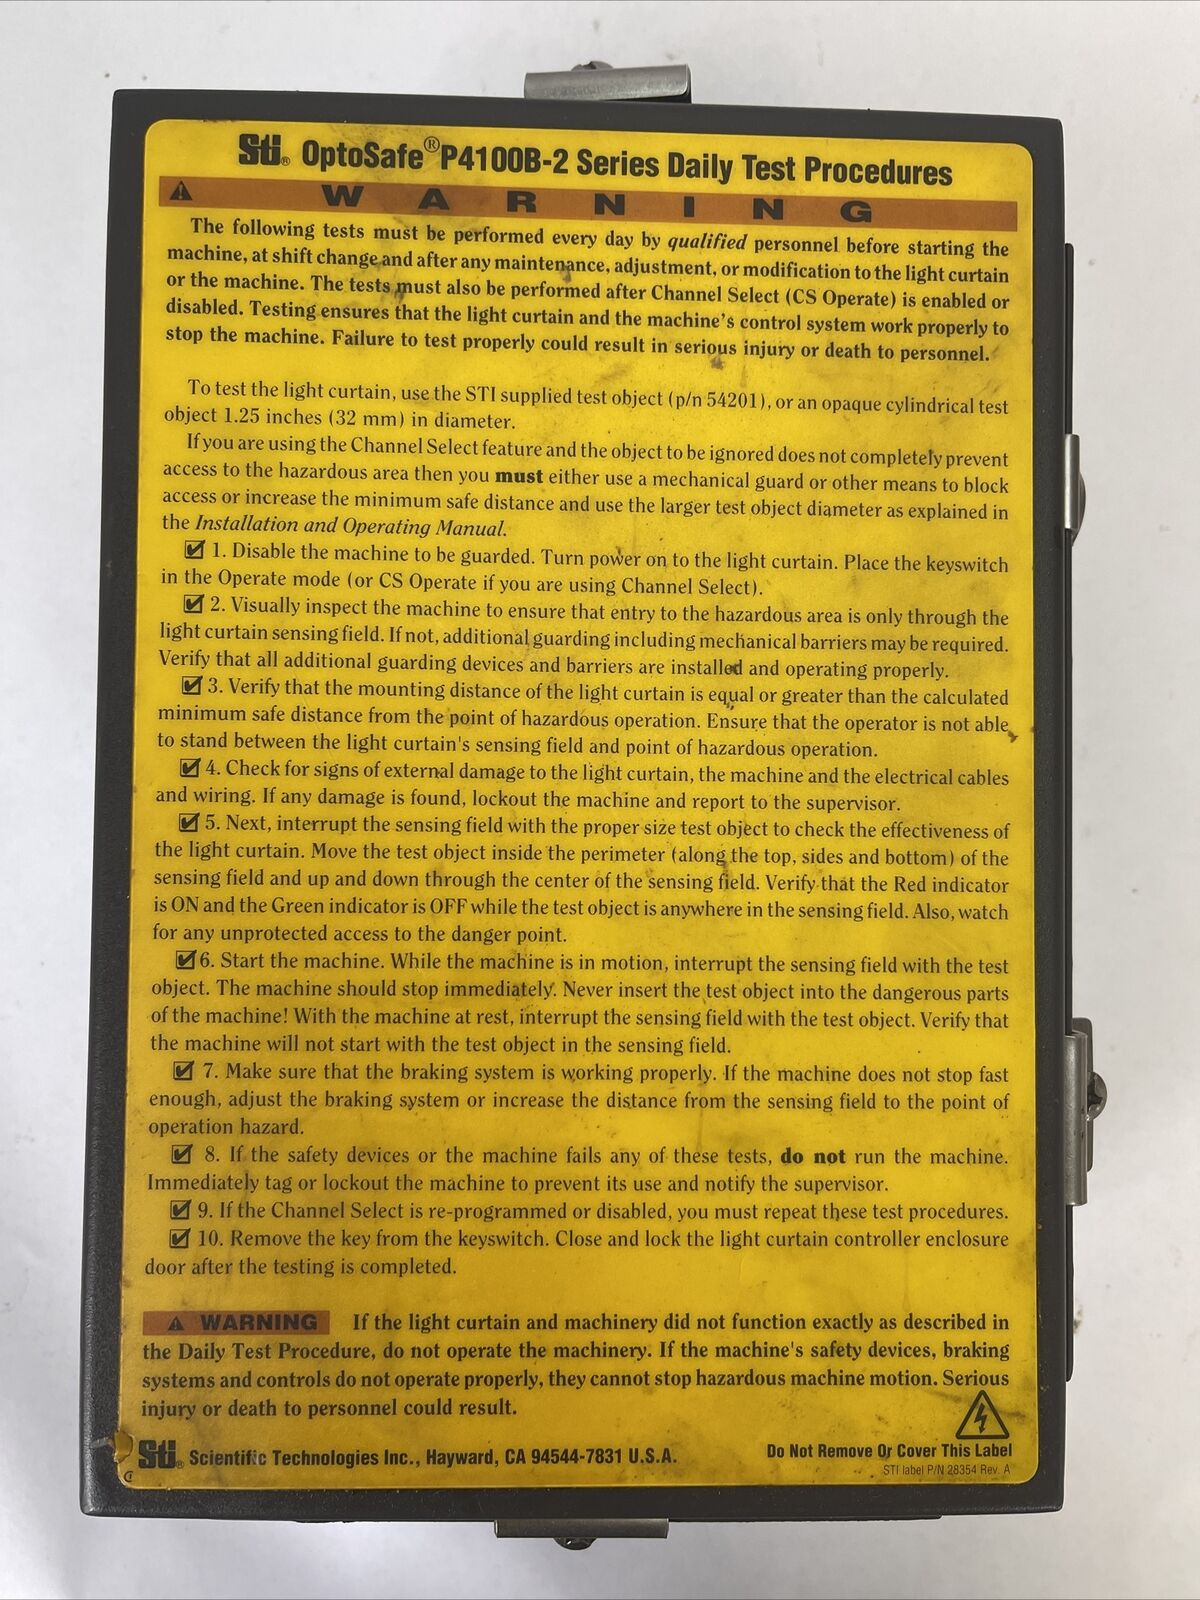 Sti® OptoSafe® P4100B-2 Series Daily Test Procedures
WARNING
The following tests must be performed every day by qualified personnel before starting the
machine, at shift change and after any maintenance, adjustment, or modification to the light curtain
or the machine. The tests must also be performed after Channel Select (CS Operate) is enabled or
disabled. Testing ensures that the light curtain and the machine's control system work properly to
stop the machine. Failure to test properly could result in serious injury or death to personnel.
To test the light curtain, use the STI supplied test object (p/n 54201), or an opaque cylindrical test
object 1.25 inches (32 mm) in diameter.
If you are using the Channel Select feature and the object to be ignored does not completely prevent
access to the hazardous area then you must either use a mechanical guard or other means to block
access or increase the minimum safe distance and use the larger test object diameter as explained in
the Installation and Operating Manual.
1. Disable the machine to be guarded. Turn power on to the light curtain. Place the keyswitch
in the Operate mode (or CS Operate if you are using Channel Select).
2. Visually inspect the machine to ensure that entry to the hazardous area is only through the
light curtain sensing field. If not, additional guarding including mechanical barriers may be required.
Verify that all additional guarding devices and barriers are installed and operating properly.
3. Verify that the mounting distance of the light curtain is equal or greater than the calculated
minimum safe distance from the point of hazardous operation. Ensure that the operator is not able
to stand between the light curtain's sensing field and point of hazardous operation.
4. Check for signs of external damage to the light curtain, the machine and the electrical cables
and wiring. If any damage is found, lockout the machine and report to the supervisor.
5. Next, interrupt the sensing field with the proper size test object to check the effectiveness of
the light curtain. Move the test object inside the perimeter (along the top, sides and bottom) of the
sensing field and up and down through the center of the sensing field. Verify that the Red indicator
is ON and the Green indicator is OFF while the test object is anywhere in the sensing field. Also, watch
for any unprotected access to the danger point.
6. Start the machine. While the machine is in motion, interrupt the sensing field with the test
object. The machine should stop immediately. Never insert the test object into the dangerous parts
of the machine! With the machine at rest, interrupt the sensing field with the test object. Verify that
the machine will not start with the test object in the sensing field.
7. Make sure that the braking system is working properly. If the machine does not stop fast
enough, adjust the braking system or increase the distance from the sensing field to the point of
operation hazard.
8. If the safety devices or the machine fails any of these tests, do not run the machine.
Immediately tag or lockout the machine to prevent its use and notify the supervisor.
9. If the Channel Select is re-programmed or disabled, you must repeat these test procedures.
10. Remove the key from the keyswitch. Close and lock the light curtain controller enclosure
door after the testing is completed.
WARNING If the light curtain and machinery did not function exactly as described in
the Daily Test Procedure, do not operate the machinery. If the machine's safety devices, braking
systems and controls do not operate properly, they cannot stop hazardous machine motion. Serious
injury or death to personnel could result.
Sti® Scientific Technologies Inc., Hayward, CA 94544-7831 U.S.A.
Do Not Remove Or Cover This Label
STI label P/N 28354 Rev. A